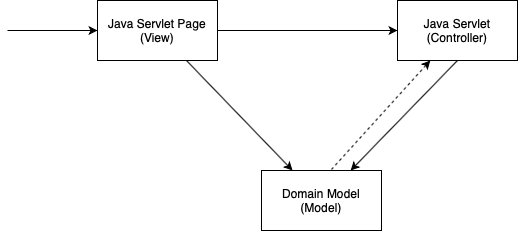 Java Servlet Page
(View)
Java Servlet
(Controller)
Domain Model
(Model)